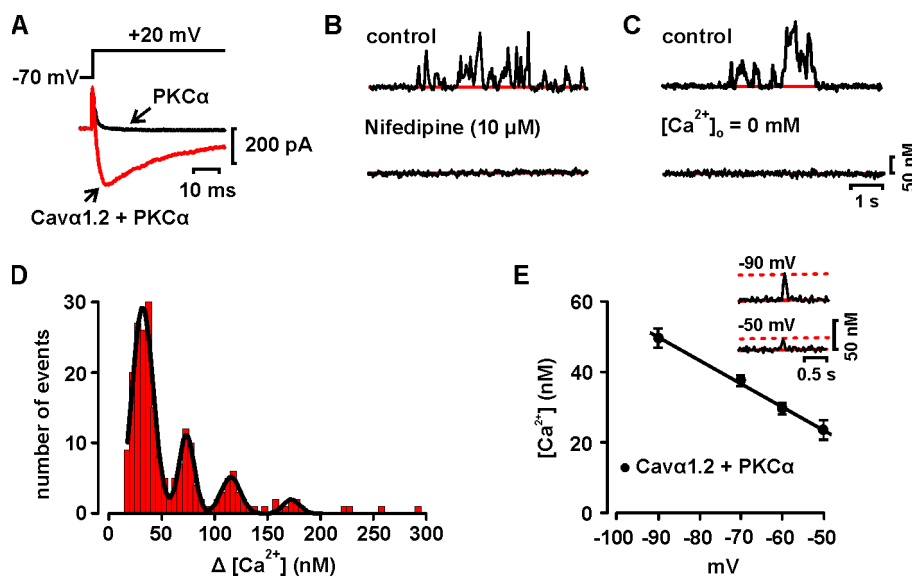 A
+20 mV
-70 mV
PKCα
200 pA
10 ms
Cavα1.2 + PKCα
B
control
Nifedipine (10 µM)
C
control
[Ca²⁺]ₒ = 0 mM
50 nM
1 s
D
number of events
30
20
10
0
0 50 100 150 200 250 300
Δ [Ca²⁺] (nM)
E
-90 mV
-50 mV
50 nM
0.5 s
[Ca²⁺] (nM)
60
40
20
0
Cavα1.2 + PKCα
-100 -90 -80 -70 -60 -50
mV